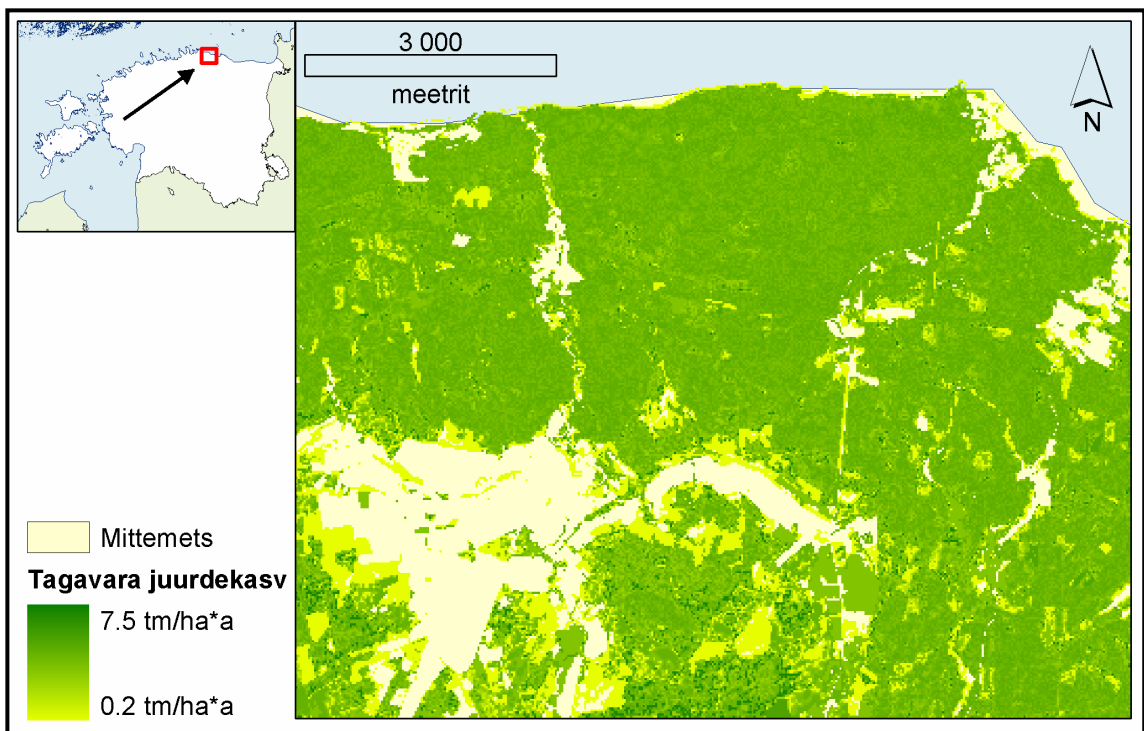 3 000
meetrit
N
Mittemets
Tagavara juurdekasv
7.5 tm/ha*a
0.2 tm/ha*a